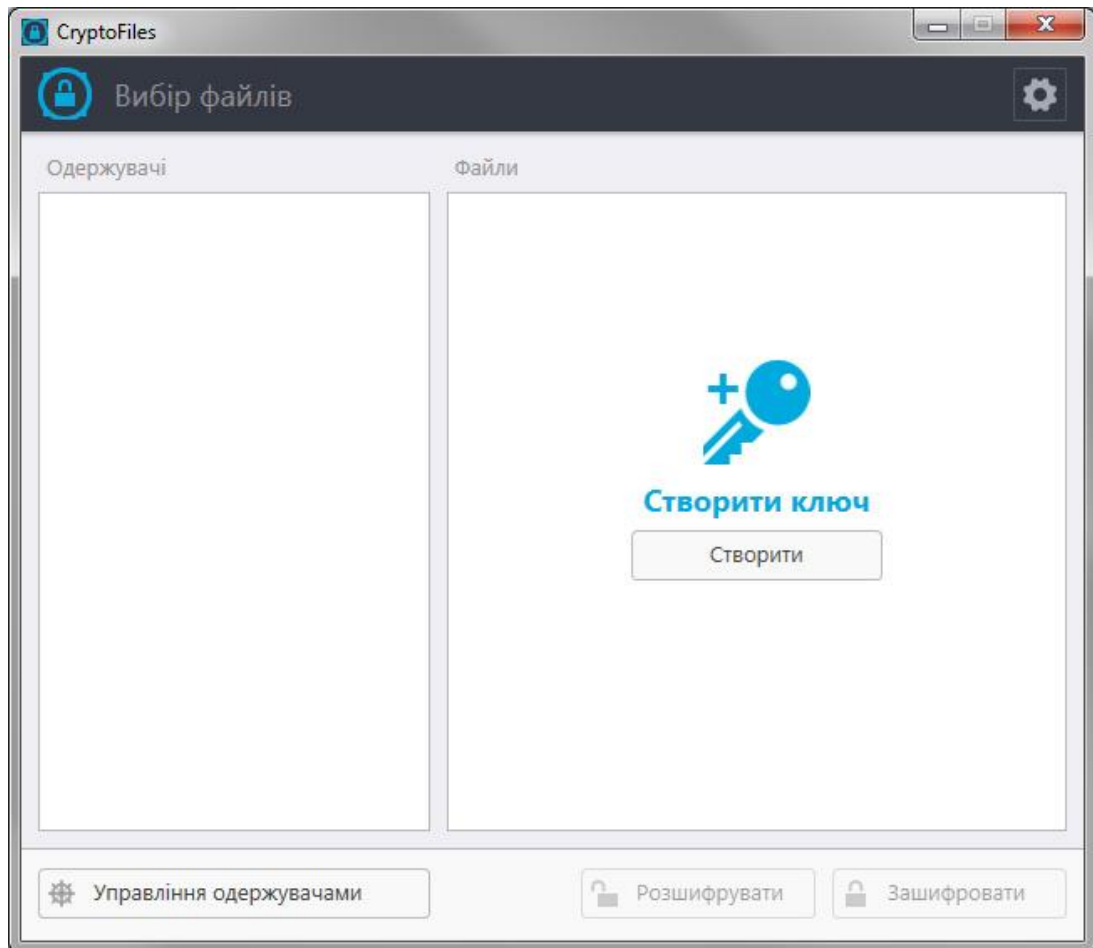 CryptoFiles
Вибір файлів
Одержувачі
Файли
Створити ключ
Створити
Управління одержувачами
Розшифрувати
Зашифровати